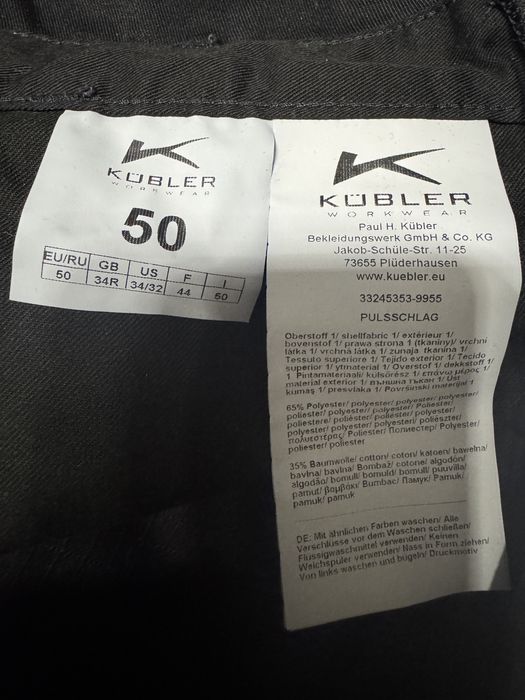 KÜBLER
WORKWEAR
50
EU/RU GB US F I
50 34R 34/32 44 50
KÜBLER
WORKWEAR
Paul H. Kübler
Bekleidungswerk GmbH & Co. KG
Jakob-Schüle-Str. 11-25
73655 Plüderhausen
www.kuebler.eu
33245353-9955
PULSSCHLAG
Oberstoff 1/ shellfabric 1/ extérieur 1/
bovenstof 1/ prawa strona 1 (tkaniny)/ vrchní
látka 1/ vrchná látka 1/ zunaja tkanina 1/
Tessuto superiore 1/ Tejido exterior 1/ Tecido
superior 1/ ytmaterial 1/ Overstof 1/ dekkstoff 1/
1 Pintamateriaali/ külsőrész 1/ επάνω μέρος 1/
material exterior 1/ външна тъкан 1/ Üst
kumaş 1/ presvlaka 1/ Površinski materijal 1
65% Polyester/ polyester/ polyester/ polyester/
poliester/ polyester/ polyester/ Poliester/
poliestere/ poliéster/ poliéster/ polyester/
polyester/ polyester/ polyesteri/ poliészter/
πολυεστέρας/ Poliester/ Полиестер/ Polyester/
poliester/ poliester
35% Baumwolle/ cotton/ coton/ katoen/ bawełna/
bavlna/ bavlna/ Bombaž/ cotone/ algodón/
algodão/ bomull/ bomuld/ bomull/ puuvilla/
pamut/ βαμβάκι/ Bumbac/ Памук/ Pamuk/
pamuk/ pamuk
DE: Mit ähnlichen Farben waschen/ Alle
Verschlüsse vor dem Waschen schließen/
Flüssigwaschmittel verwenden/ Keinen
Weichspüler verwenden/ Nass in Form ziehen/
Von links waschen und bügeln/ Druckmotiv